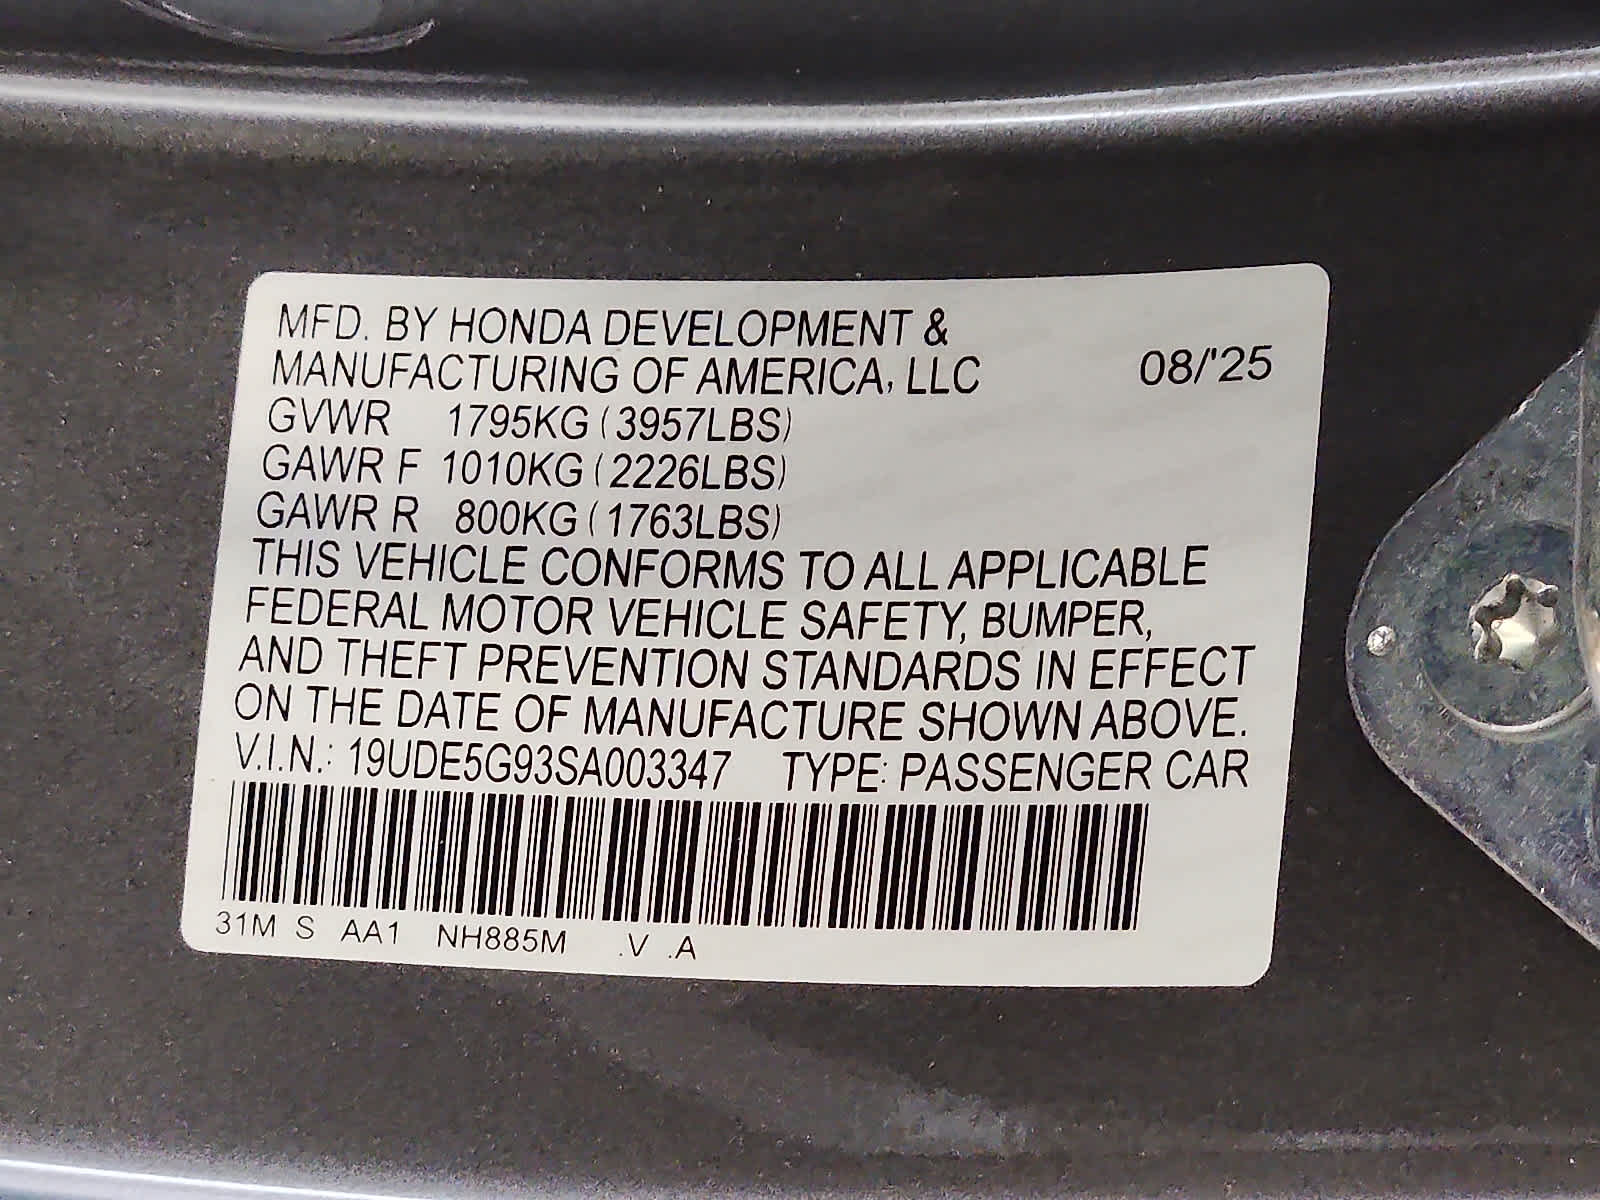 MFD. BY HONDA DEVELOPMENT &
MANUFACTURING OF AMERICA, LLC 08/'25
GVWR 1795KG (3957LBS)
GAWR F 1010KG (2226LBS)
GAWR R 800KG (1763LBS)
THIS VEHICLE CONFORMS TO ALL APPLICABLE
FEDERAL MOTOR VEHICLE SAFETY, BUMPER,
AND THEFT PREVENTION STANDARDS IN EFFECT
ON THE DATE OF MANUFACTURE SHOWN ABOVE.
V.I.N.: 19UDE5G93SA003347 TYPE: PASSENGER CAR
31M S AA1 NH885M .V .A